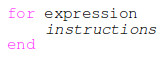 for expression
    instructions
end